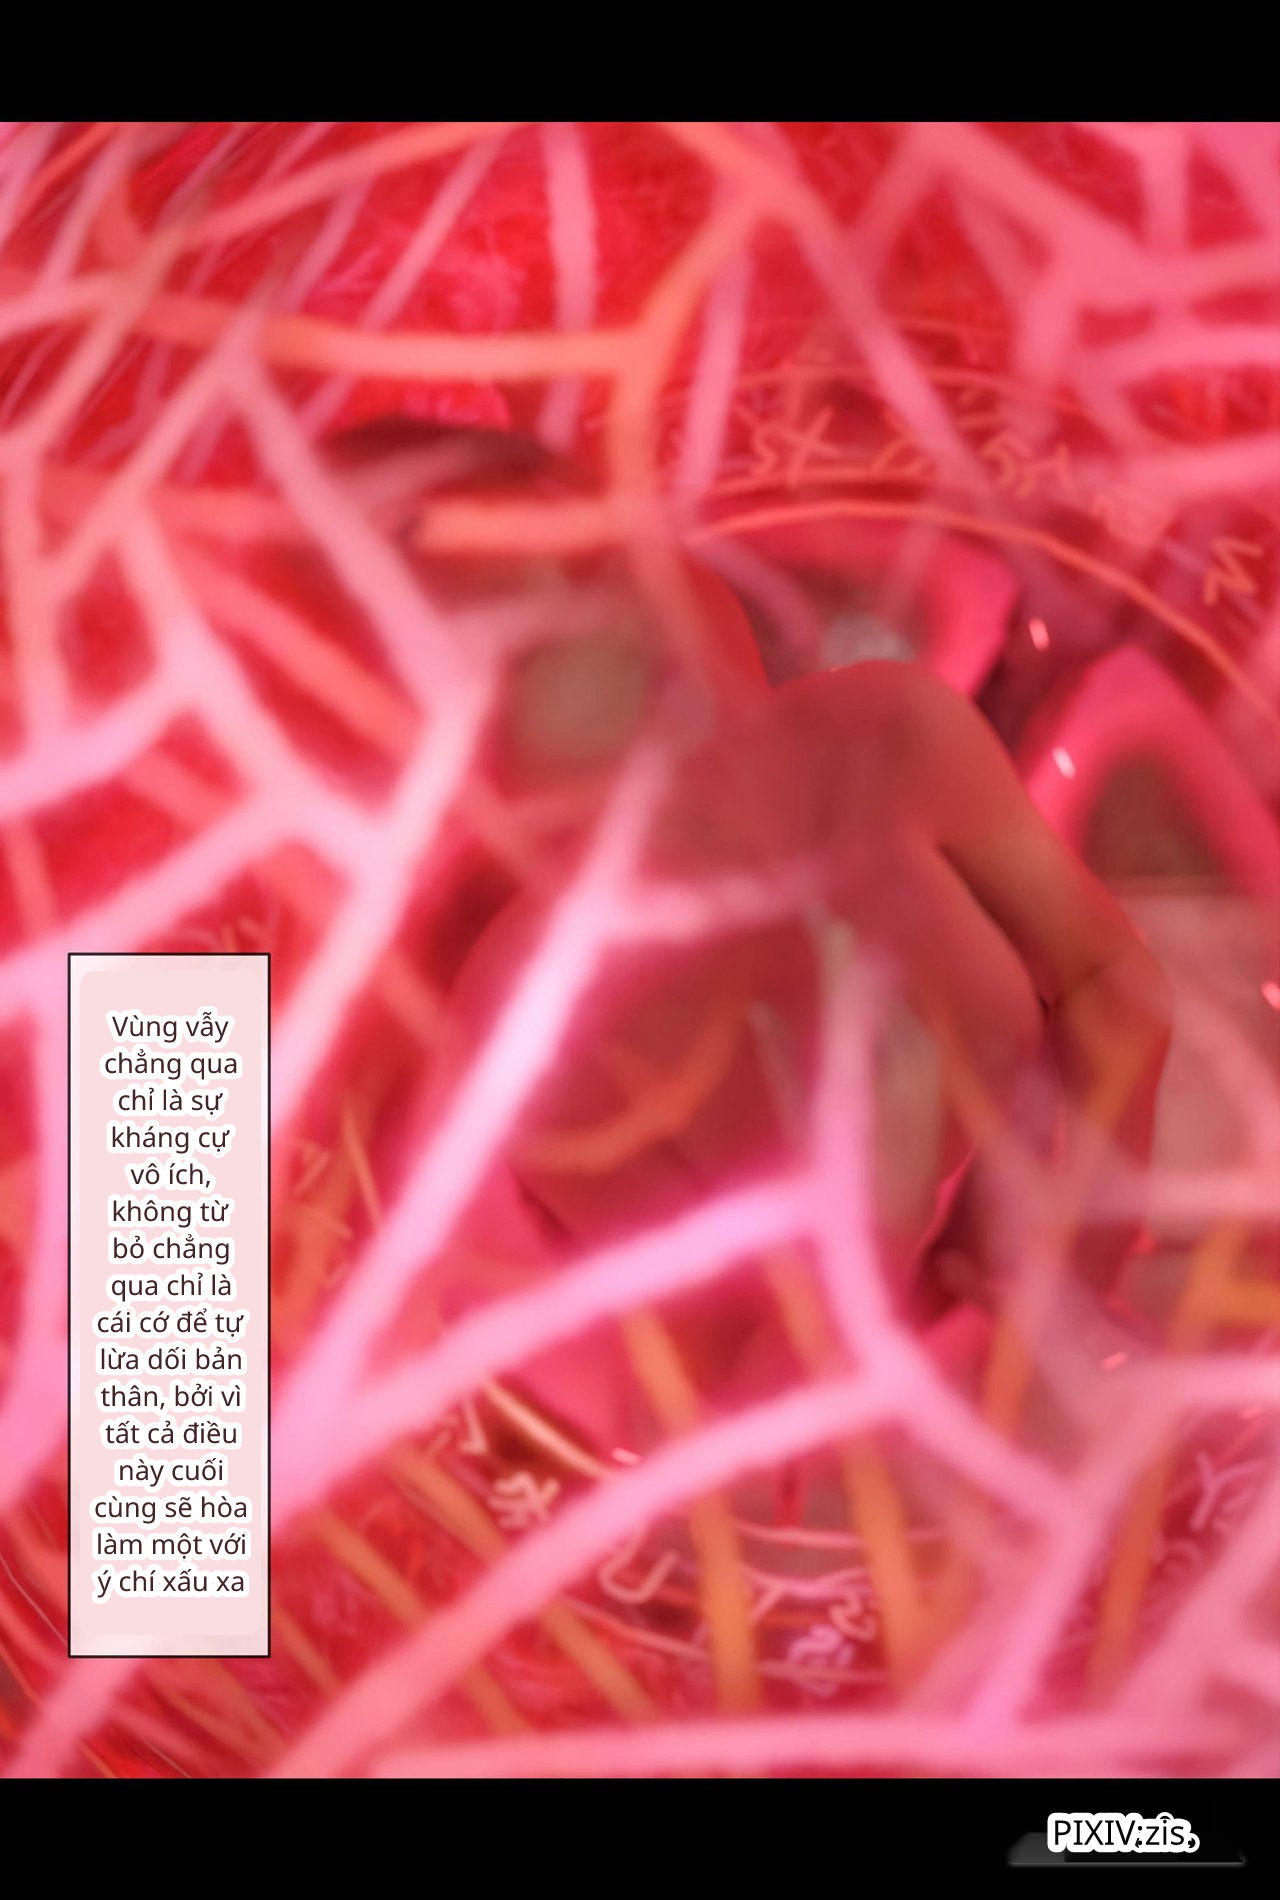 Vùng vẫy
chẳng qua
chỉ là sự
kháng cự
vô ích,
không từ
bỏ chẳng
qua chỉ là
cái cớ để tự
lừa dối bản
thân, bởi vì
tất cả điều
này cuối
cùng sẽ hòa
làm một với
ý chí xấu xa
PIXIV:zis.